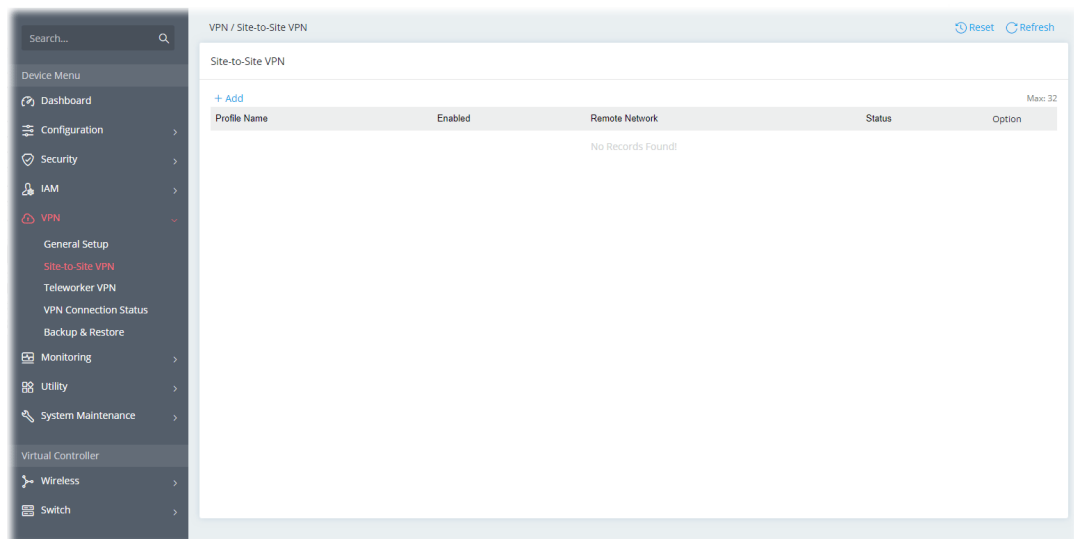 Search...
Device Menu
Dashboard
Configuration
Security
IAM
VPN
General Setup
Site-to-Site VPN
Teleworker VPN
VPN Connection Status
Backup & Restore
Monitoring
Utility
System Maintenance
Virtual Controller
Wireless
Switch
VPN / Site-to-Site VPN
Reset Refresh
Site-to-Site VPN
+ Add Max: 32
Profile Name Enabled Remote Network Status Option
No Records Found!